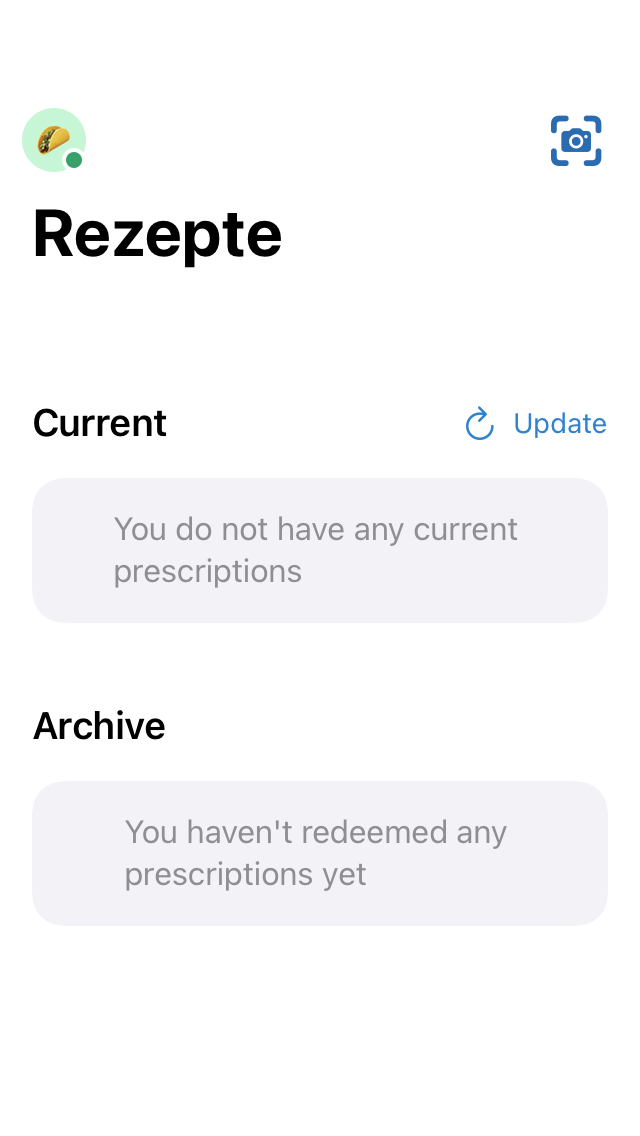 Rezepte
Current
Update
You do not have any current
prescriptions
Archive
You haven't redeemed any
prescriptions yet